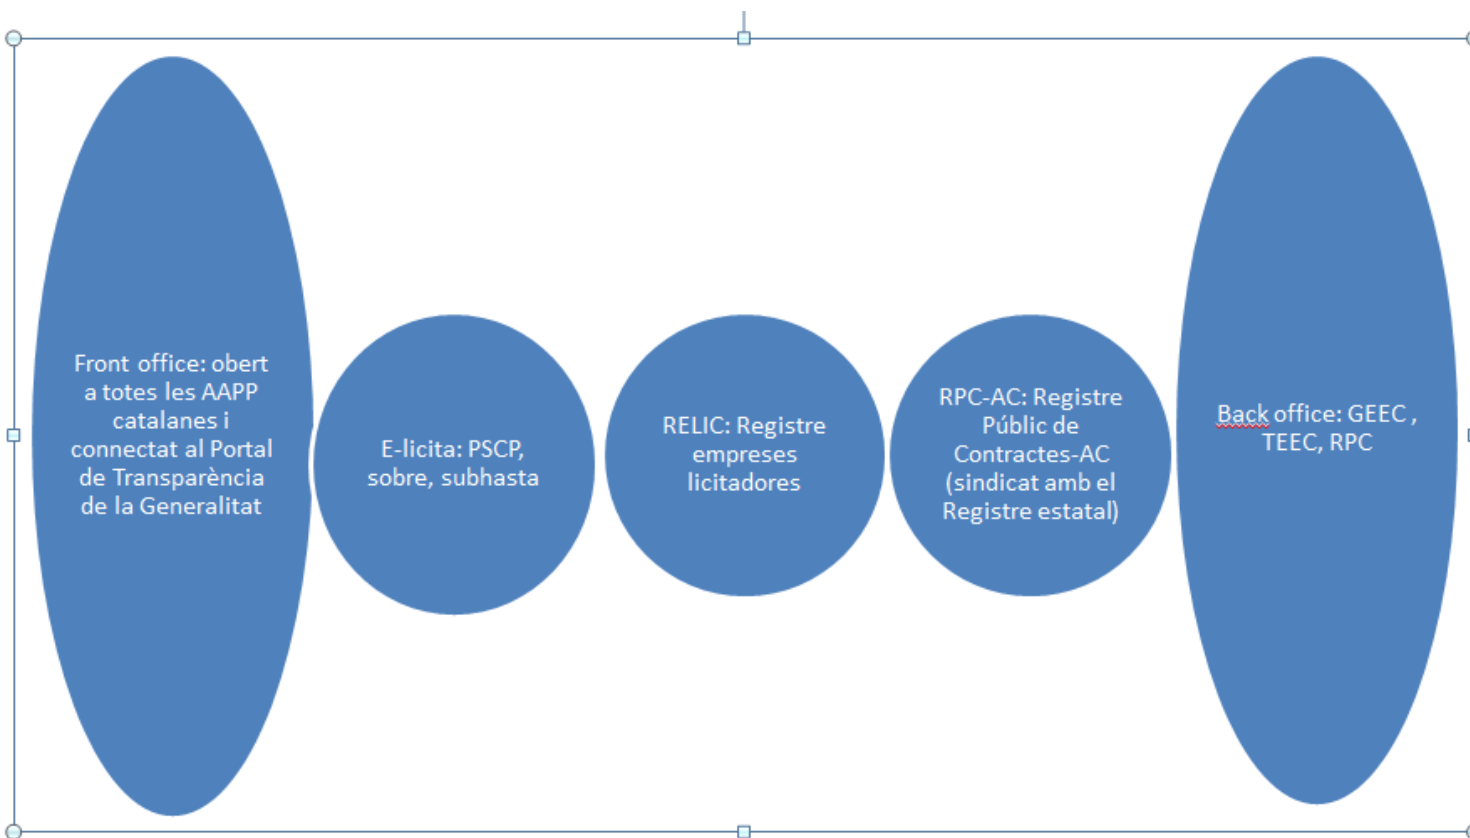 Front office: obert
a totes les AAPP
catalanes i
connectat al Portal
de Transparència
de la Generalitat
E-licita: PSCP,
sobre, subhasta
RELIC: Registre
empreses
licitadores
RPC-AC: Registre
Públic de
Contractes-AC
(sindicat amb el
Registre estatal)
Back office: GEEC ,
TEEC, RPC